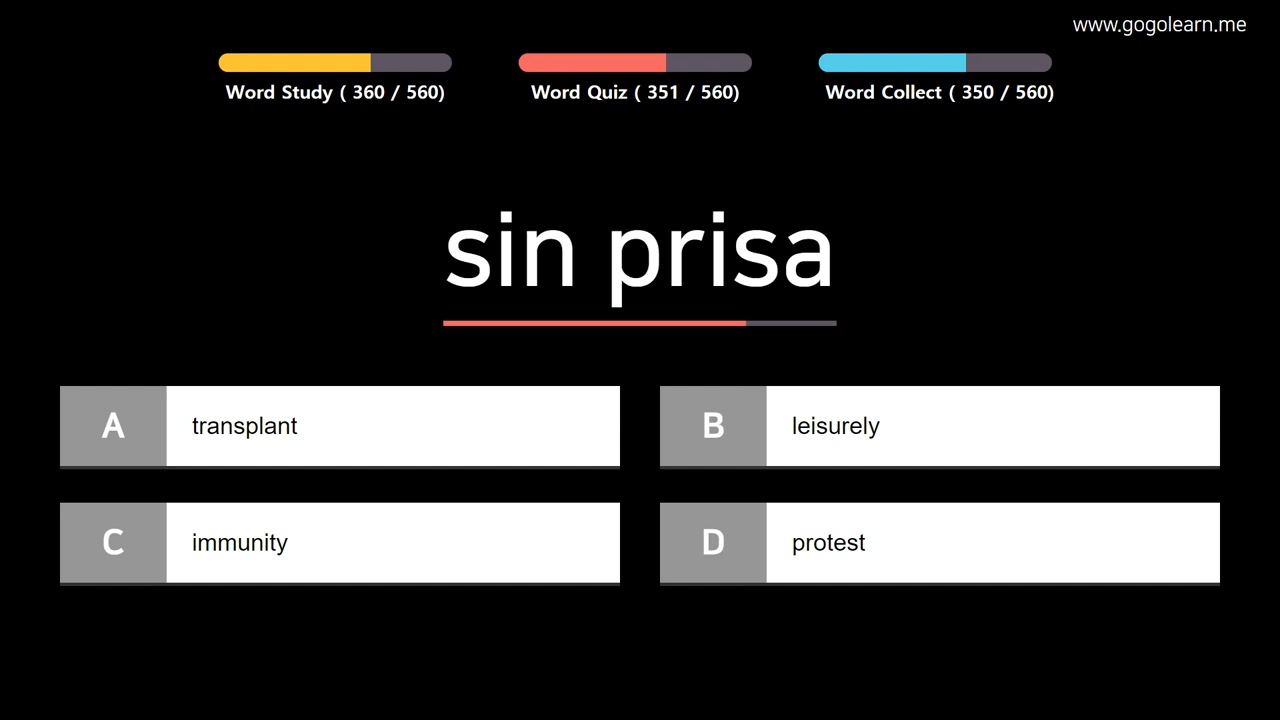 www.gogolearn.me
Word Study ( 360 / 560)
Word Quiz ( 351 / 560)
Word Collect ( 350 / 560)
sin prisa
A transplant
B leisurely
C immunity
D protest